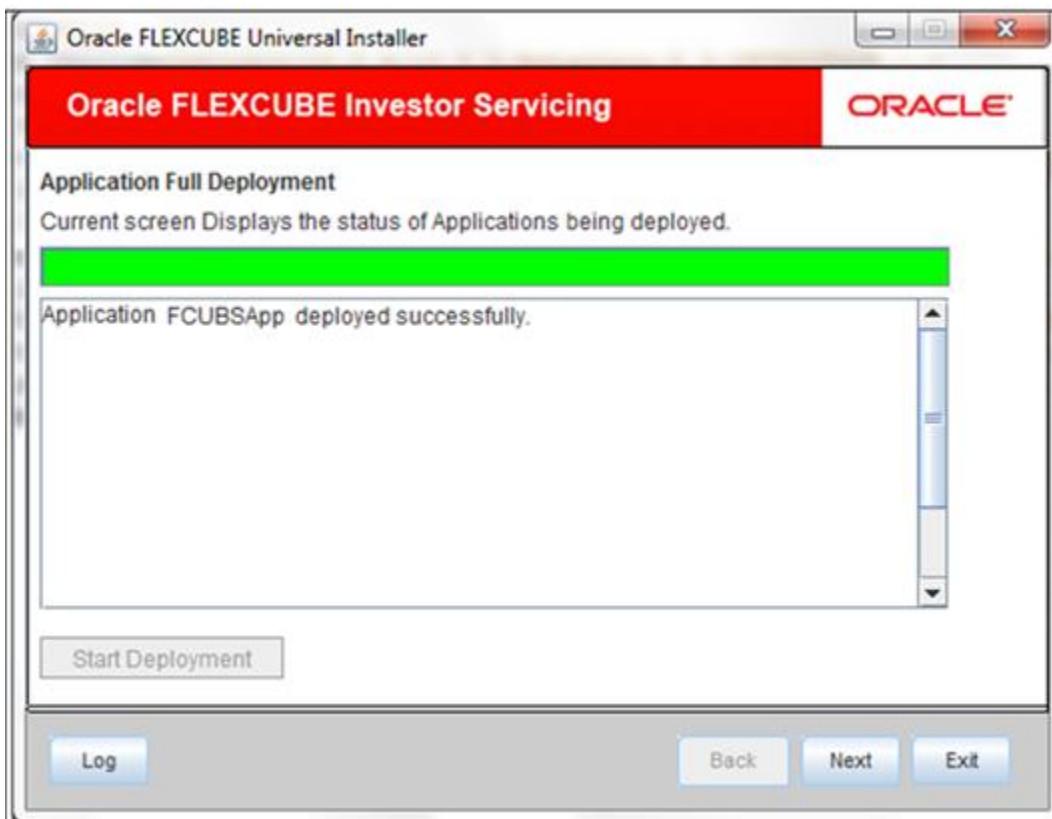 Oracle FLEXCUBE Universal Installer
Oracle FLEXCUBE Investor Servicing
ORACLE
Application Full Deployment
Current screen Displays the status of Applications being deployed.
Application FCUBSApp deployed successfully.
Start Deployment
Log
Back
Next
Exit